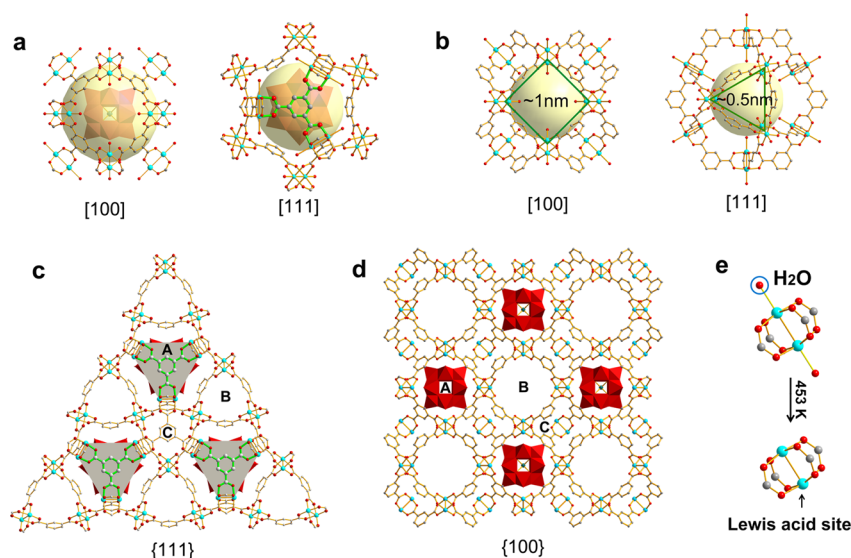 a
[100]
[111]
b
~1nm
~0.5nm
[100]
[111]
c
A
B
C
{111}
d
A
B
C
{100}
e
H2O
453 K
Lewis acid site